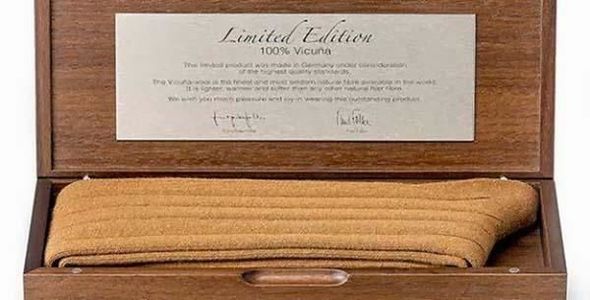 Limited Edition
100% Vicuña
This limited product was made in Germany under consideration
of the highest quality standards.
The Vicuña-wool is the finest and most seldom natural fibre available in the world.
It is lighter, warmer and softer than any other natural hair fibre.
We wish you much pleasure and joy in wearing this outstanding product.